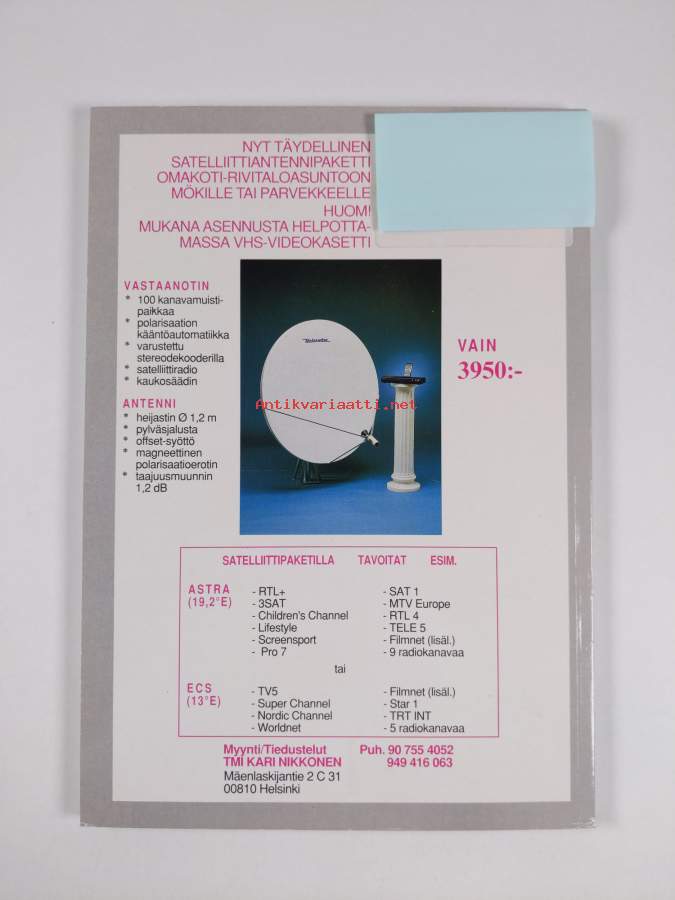 NYT TÄYDELLINEN
SATELLIITTIANTENNIPAKETTI
OMAKOTI-RIVITALOASUNTOON
MÖKILLE TAI PARVEKKEELLE
HUOM!
MUKANA ASENNUSTA HELPOTTA-
MASSA VHS-VIDEOKASETTI
VASTAANOTIN
* 100 kanavamuisti-
paikkaa
* polarisaation
kääntöautomatiikka
* varustettu
stereodekooderilla
* satelliittiradio
* kaukosäädin
ANTENNI
* heijastin Ø 1,2 m
* pylväsjalusta
* offset-syöttö
* magneettinen
polarisaatioerotin
* taajuusmuunnin
1,2 dB
Antikvariaatti.net
VAIN
3950:-
SATELLIITTIPAKETILLA TAVOITAT ESIM.
ASTRA - RTL+ - SAT 1
(19,2°E) - 3SAT - MTV Europe
- Children's Channel - RTL 4
- Lifestyle - TELE 5
- Screensport - Filmnet (lisäl.)
- Pro 7 - 9 radiokanavaa
tai
ECS - TV5 - Filmnet (lisäl.)
(13°E) - Super Channel - Star 1
- Nordic Channel - TRT INT
- Worldnet - 5 radiokanavaa
Myynti/Tiedustelut Puh. 90 755 4052
TMI KARI NIKKONEN 949 416 063
Mäenlaskijantie 2 C 31
00810 Helsinki